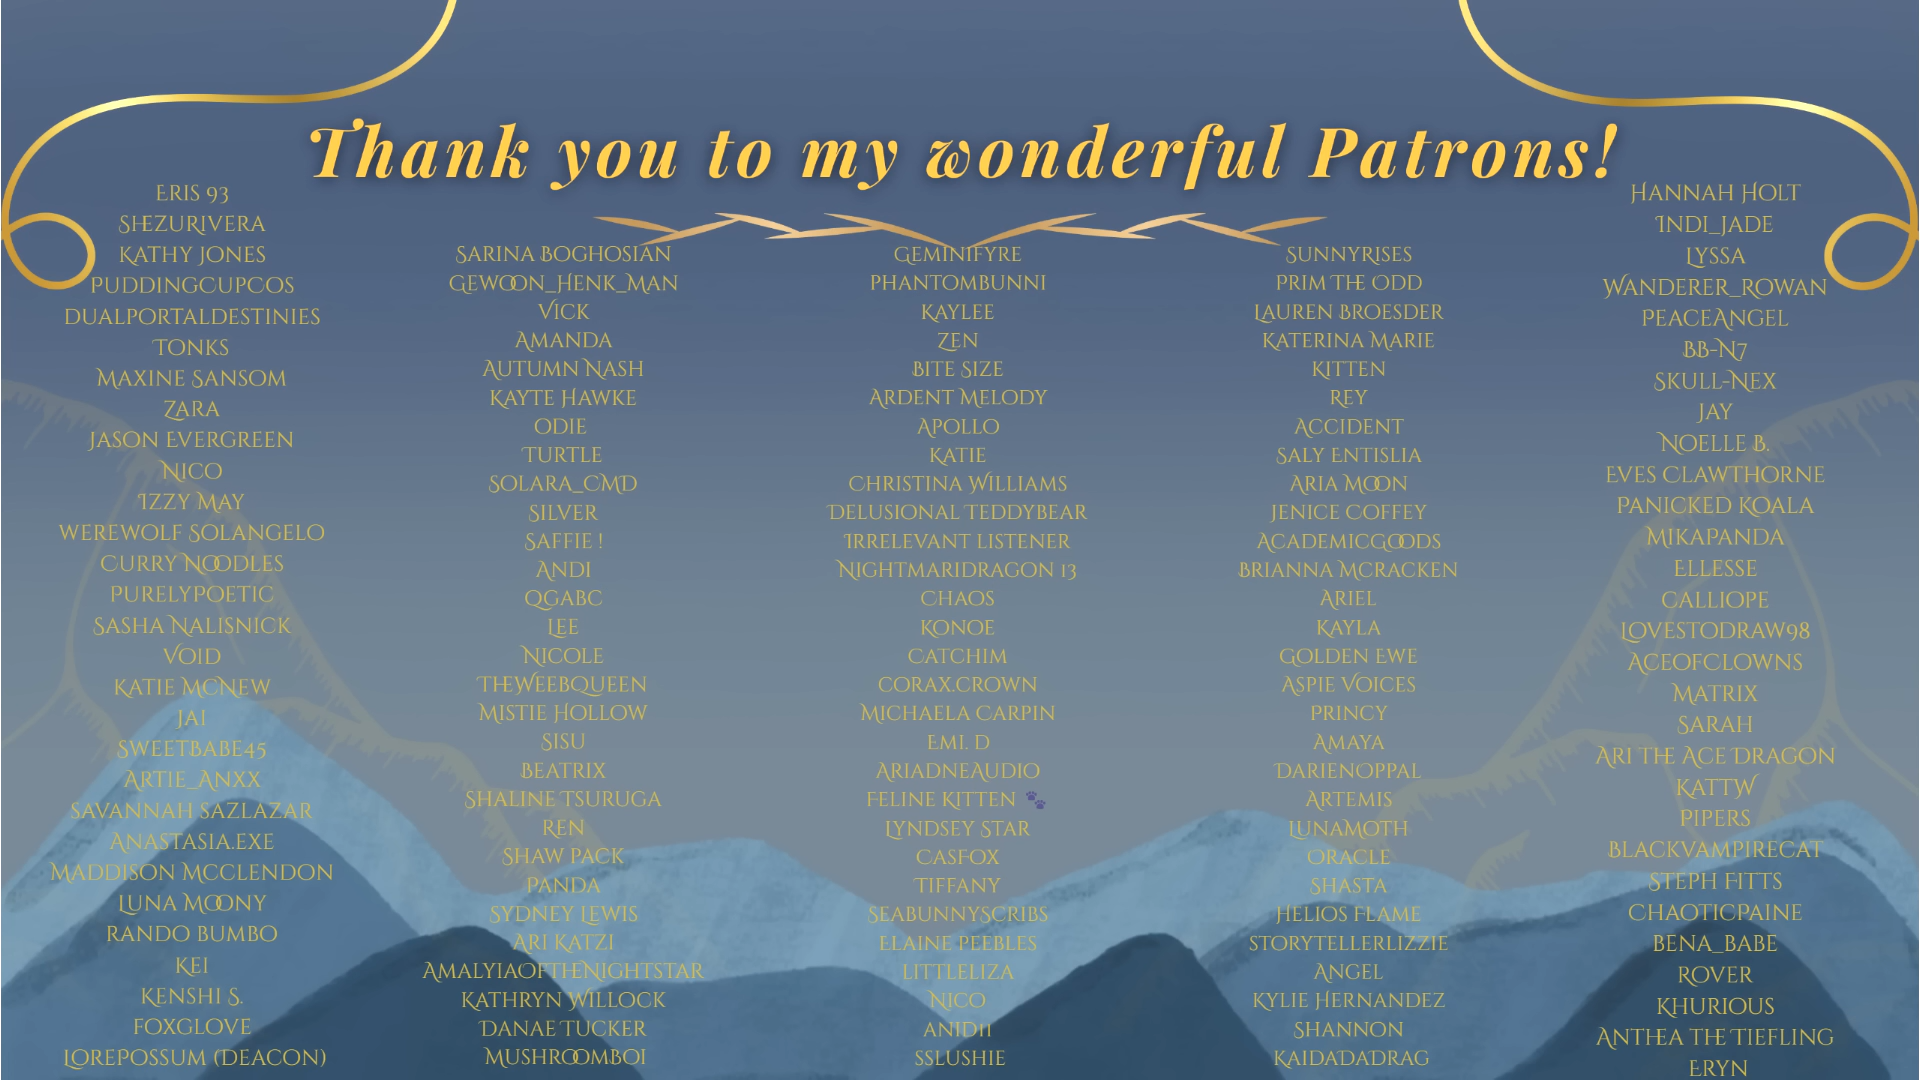 Thank you to my wonderful Patrons!
Eris 93
ShezuRivera
Kathy Jones
puddingcupcos
dualportaldestinies
Tonks
Maxine Sansom
Zara
Jason Evergreen
Nico
Izzy May
werewolf Solangelo
Curry Noodles
PurelyPoetic
Sasha Nalisnick
Void
Katie McNew
Jai
Sweetbabe45
Artie_Anxx
savannah sazlazar
Anastasia.exe
Maddison McClendon
Luna Moony
rando bumbo
Kei
Kenshi S.
foxglove
LorePossum (Deacon)
Sarina Boghosian
Gewoon_Henk_Man
Vick
Amanda
Autumn Nash
Kayte Hawke
odie
Turtle
Solara_CMD
Silver
Saffie !
Andi
QGABC
Lee
Nicole
TheWeebQueen
Mistie Hollow
Sisu
Beatrix
Shaline Tsuruga
Ren
Shaw Pack
Panda
Sydney Lewis
Ari Katzi
AmalyiaOfTheNightstar
Kathryn Willock
Danae Tucker
Mushroomboi
Geminifyre
phantombunni
Kaylee
Zen
Bite Size
Ardent Melody
Apollo
Katie
Christina Williams
Delusional Teddybear
Irrelevant listener
Nightmaridragon 13
Chaos
Konoe
Catchim
corax.crown
Michaela Carpin
Emi. D
AriadneAudio
Feline Kitten 🐾
Lyndsey Star
casfox
Tiffany
SeabunnyScribs
Elaine Peebles
LittleLiza
Nico
anid11
sslushie
SunnyRises
Prim The Odd
Lauren Broesder
Katerina Marie
Kitten
Rey
Accident
Saly Entislia
Aria Moon
Jenice Coffey
AcademicGoods
Brianna McRacken
Ariel
Kayla
Golden Ewe
Aspie Voices
Princy
Amaya
Darienoppal
Artemis
LunaMoth
oracle
Shasta
Helios Flame
storytellerlizzie
Angel
Kylie Hernandez
Shannon
KaidaDaDrag
Hannah Holt
Indi_Jade
Lyssa
Wanderer_Rowan
PeaceAngel
BB-N7
Skull-Nex
Jay
Noelle B.
Eves Clawthorne
Panicked Koala
Mikapanda
Ellesse
Calliope
Lovestodraw98
AceofClowns
Matrix
Sarah
Ari the Ace Dragon
KattW
Pipers
BlackVampireCat
Steph Fitts
ChaoticPaine
bena_babe
Rover
Khurious
Anthea the Tiefling
Eryn